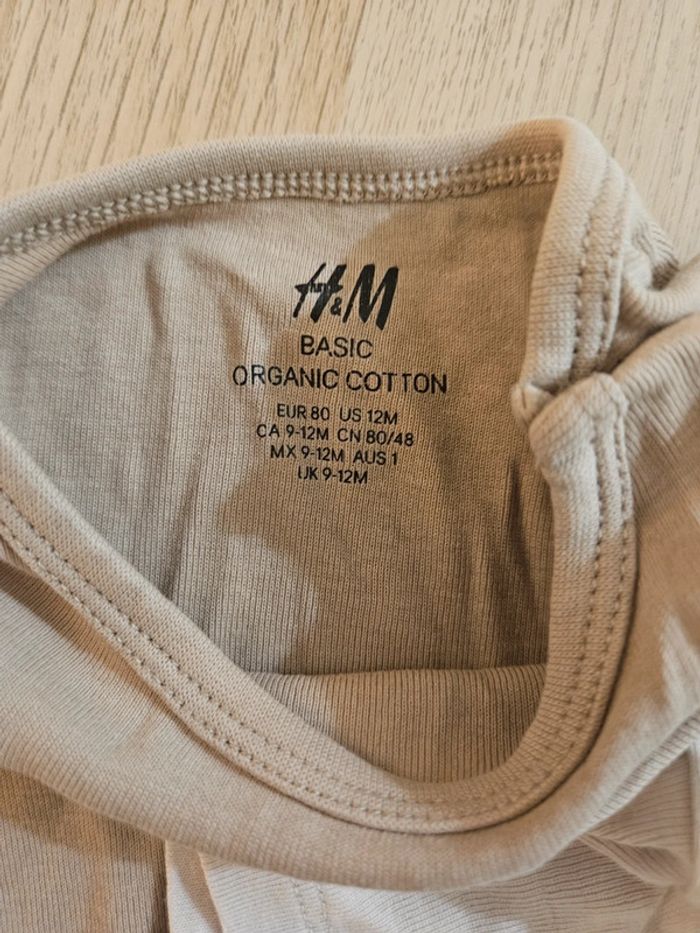 H&M
BASIC
ORGANIC COTTON
EUR 80 US 12M
CA 9-12M CN 80/48
MX 9-12M AUS 1
UK 9-12M